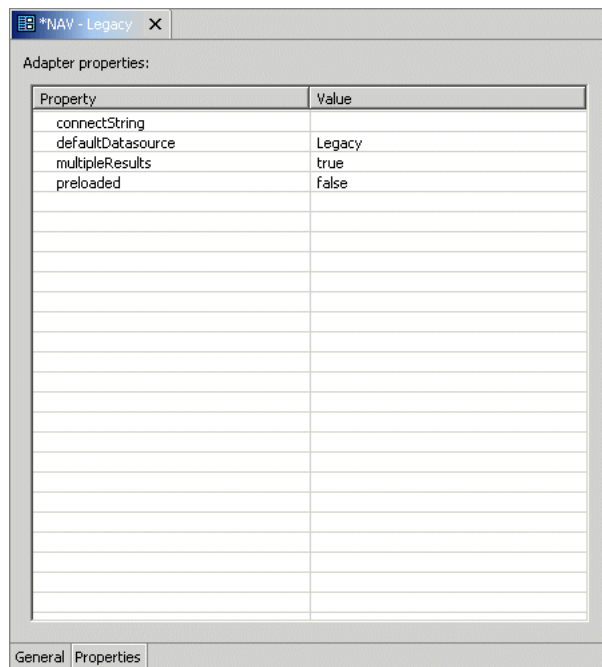 *NAV - Legacy
Adapter properties:
Property Value
connectString
defaultDatasource Legacy
multipleResults true
preloaded false
General Properties